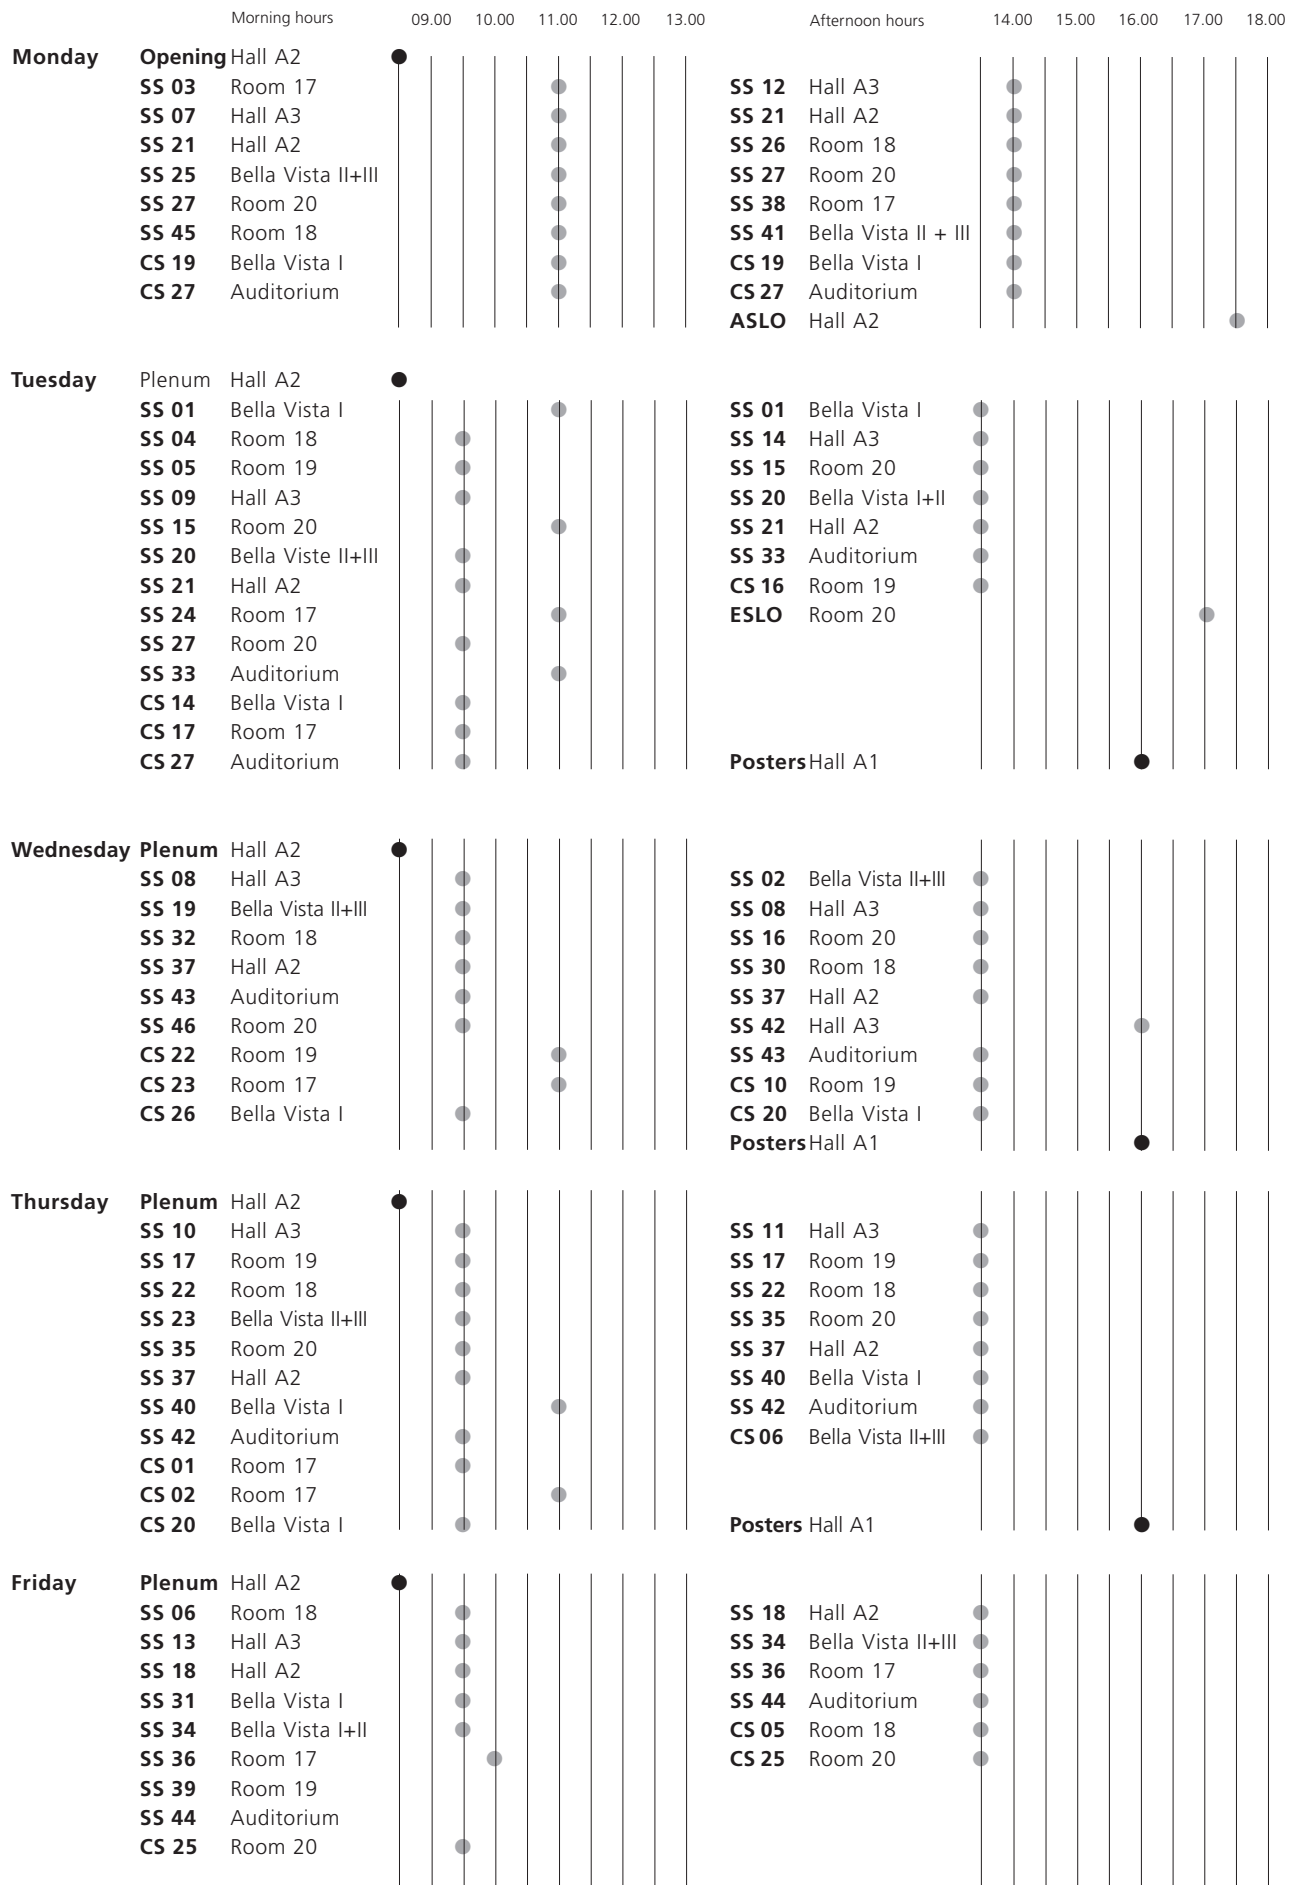 Morning hours 09.00 10.00 11.00 12.00 13.00 Afternoon hours 14.00 15.00 16.00 17.00 18.00
Monday Opening Hall A2
SS 03 Room 17 SS 12 Hall A3
SS 07 Hall A3 SS 21 Hall A2
SS 21 Hall A2 SS 26 Room 18
SS 25 Bella Vista II+III SS 27 Room 20
SS 27 Room 20 SS 38 Room 17
SS 45 Room 18 SS 41 Bella Vista II + III
CS 19 Bella Vista I CS 19 Bella Vista I
CS 27 Auditorium CS 27 Auditorium
ASLO Hall A2
Tuesday Plenum Hall A2
SS 01 Bella Vista I SS 01 Bella Vista I
SS 04 Room 18 SS 14 Hall A3
SS 05 Room 19 SS 15 Room 20
SS 09 Hall A3 SS 20 Bella Vista I+II
SS 15 Room 20 SS 21 Hall A2
SS 20 Bella Viste II+III SS 33 Auditorium
SS 21 Hall A2 CS 16 Room 19
SS 24 Room 17 ESLO Room 20
SS 27 Room 20
SS 33 Auditorium
CS 14 Bella Vista I
CS 17 Room 17
CS 27 Auditorium Posters Hall A1
Wednesday Plenum Hall A2
SS 08 Hall A3 SS 02 Bella Vista II+III
SS 19 Bella Vista II+III SS 08 Hall A3
SS 32 Room 18 SS 16 Room 20
SS 37 Hall A2 SS 30 Room 18
SS 43 Auditorium SS 37 Hall A2
SS 46 Room 20 SS 42 Hall A3
CS 22 Room 19 SS 43 Auditorium
CS 23 Room 17 CS 10 Room 19
CS 26 Bella Vista I CS 20 Bella Vista I
Posters Hall A1
Thursday Plenum Hall A2
SS 10 Hall A3 SS 11 Hall A3
SS 17 Room 19 SS 17 Room 19
SS 22 Room 18 SS 22 Room 18
SS 23 Bella Vista II+III SS 35 Room 20
SS 35 Room 20 SS 37 Hall A2
SS 37 Hall A2 SS 40 Bella Vista I
SS 40 Bella Vista I SS 42 Auditorium
SS 42 Auditorium CS 06 Bella Vista II+III
CS 01 Room 17
CS 02 Room 17
CS 20 Bella Vista I Posters Hall A1
Friday Plenum Hall A2
SS 06 Room 18 SS 18 Hall A2
SS 13 Hall A3 SS 34 Bella Vista II+III
SS 18 Hall A2 SS 36 Room 17
SS 31 Bella Vista I SS 44 Auditorium
SS 34 Bella Vista I+II CS 05 Room 18
SS 36 Room 17 CS 25 Room 20
SS 39 Room 19
SS 44 Auditorium
CS 25 Room 20